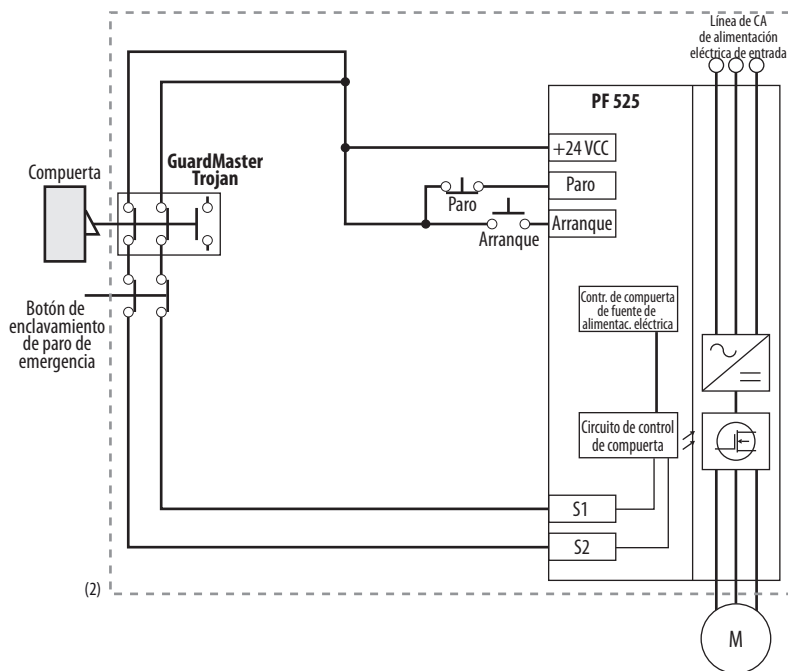 Línea de CA
de alimentación
eléctrica de entrada
PF 525
GuardMaster
Trojan
Compuerta
+24 VCC
Paro
Paro
Arranque
Arranque
Botón de
enclavamiento
de paro de
emergencia
Contr. de compuerta
de fuente de
alimentac. eléctrica
Circuito de control
de compuerta
S1
S2
(2)
M